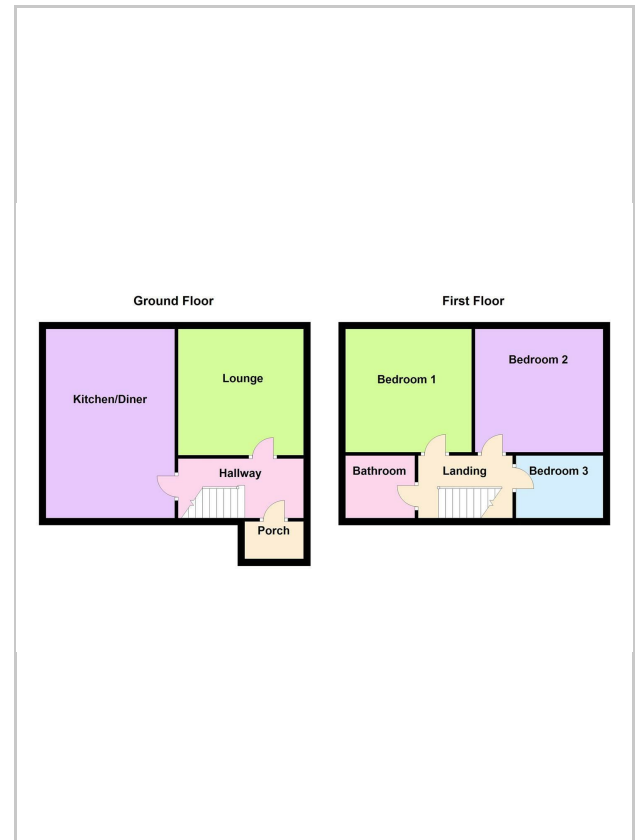 Ground Floor
Kitchen/Diner
Lounge
Hallway
Porch
First Floor
Bedroom 1
Bedroom 2
Bathroom
Landing
Bedroom 3